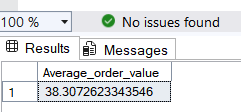 100 %
No issues found
Results
Messages
Average_order_value
1
38.3072623343546